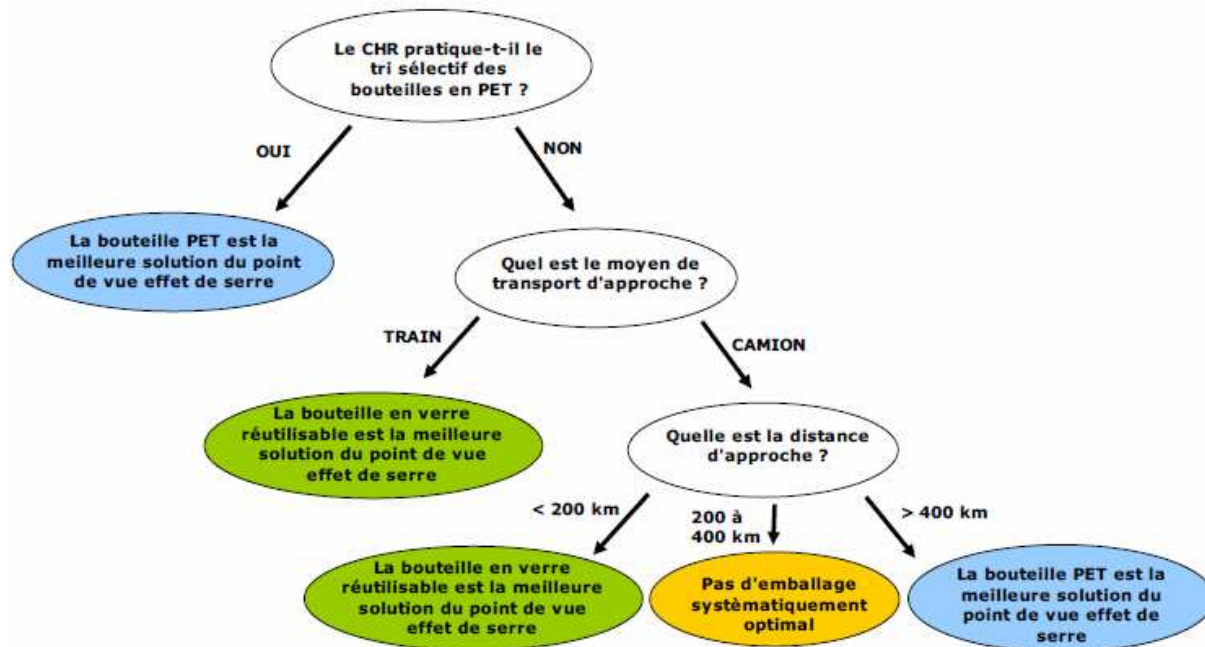 Le CHR pratique-t-il le
tri sélectif des
bouteilles en PET ?
OUI
NON
La bouteille PET est la
meilleure solution du point
de vue effet de serre
Quel est le moyen de
transport d'approche ?
TRAIN
CAMION
La bouteille en verre
réutilisable est la meilleure
solution du point de vue
effet de serre
Quelle est la distance
d'approche ?
< 200 km
200 à
400 km
> 400 km
La bouteille en verre
réutilisable est la meilleure
solution du point de vue
effet de serre
Pas d'emballage
systèmatiquement
optimal
La bouteille PET est la
meilleure solution du
point de vue effet de
serre